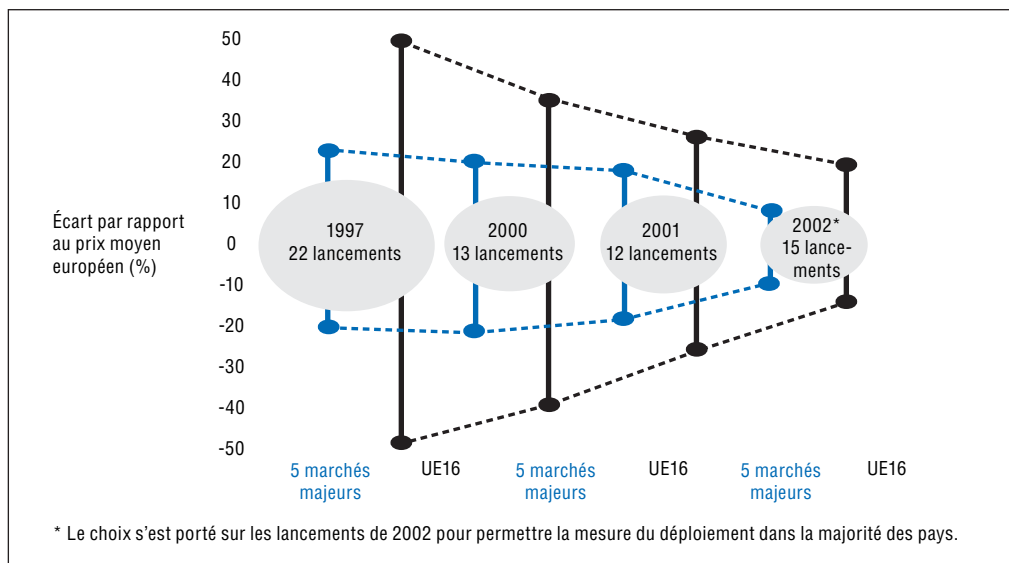 50
40
30
20
10
0
-10
-20
-30
-40
-50
Écart par rapport
au prix moyen
européen (%)
1997
22 lancements
2000
13 lancements
2001
12 lancements
2002*
15 lance-
ments
5 marchés
majeurs
UE16
5 marchés
majeurs
UE16
5 marchés
majeurs
UE16
* Le choix s’est porté sur les lancements de 2002 pour permettre la mesure du déploiement dans la majorité des pays.